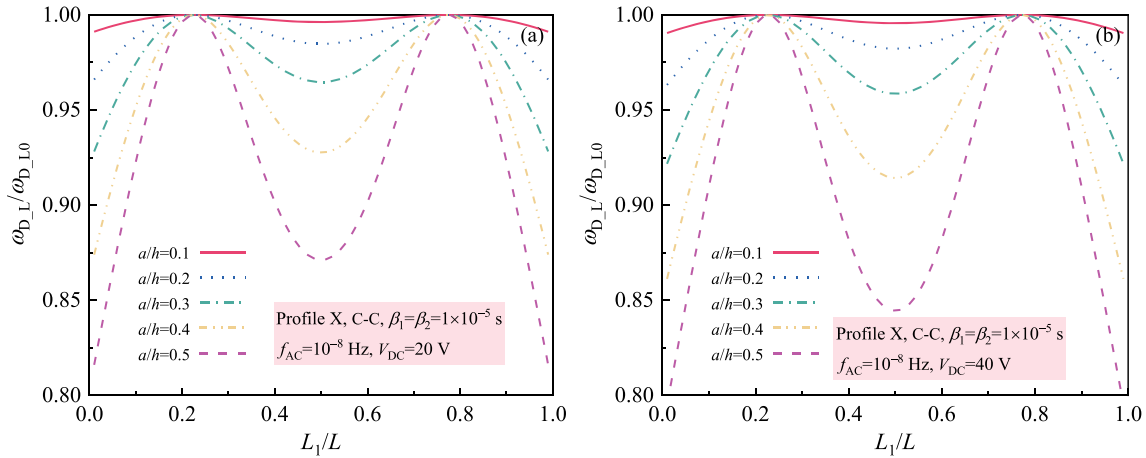 1.00
0.95
0.90
0.85
0.80
ω_D_L/ω_D_L0
(a)
a/h=0.1
a/h=0.2
a/h=0.3
a/h=0.4
a/h=0.5
Profile X, C-C, β₁=β₂=1×10⁻⁵ s
f_AC=10⁻⁸ Hz, V_DC=20 V
0.0 0.2 0.4 0.6 0.8 1.0
L₁/L
1.00
0.95
0.90
0.85
0.80
ω_D_L/ω_D_L0
(b)
a/h=0.1
a/h=0.2
a/h=0.3
a/h=0.4
a/h=0.5
Profile X, C-C, β₁=β₂=1×10⁻⁵ s
f_AC=10⁻⁸ Hz, V_DC=40 V
0.0 0.2 0.4 0.6 0.8 1.0
L₁/L